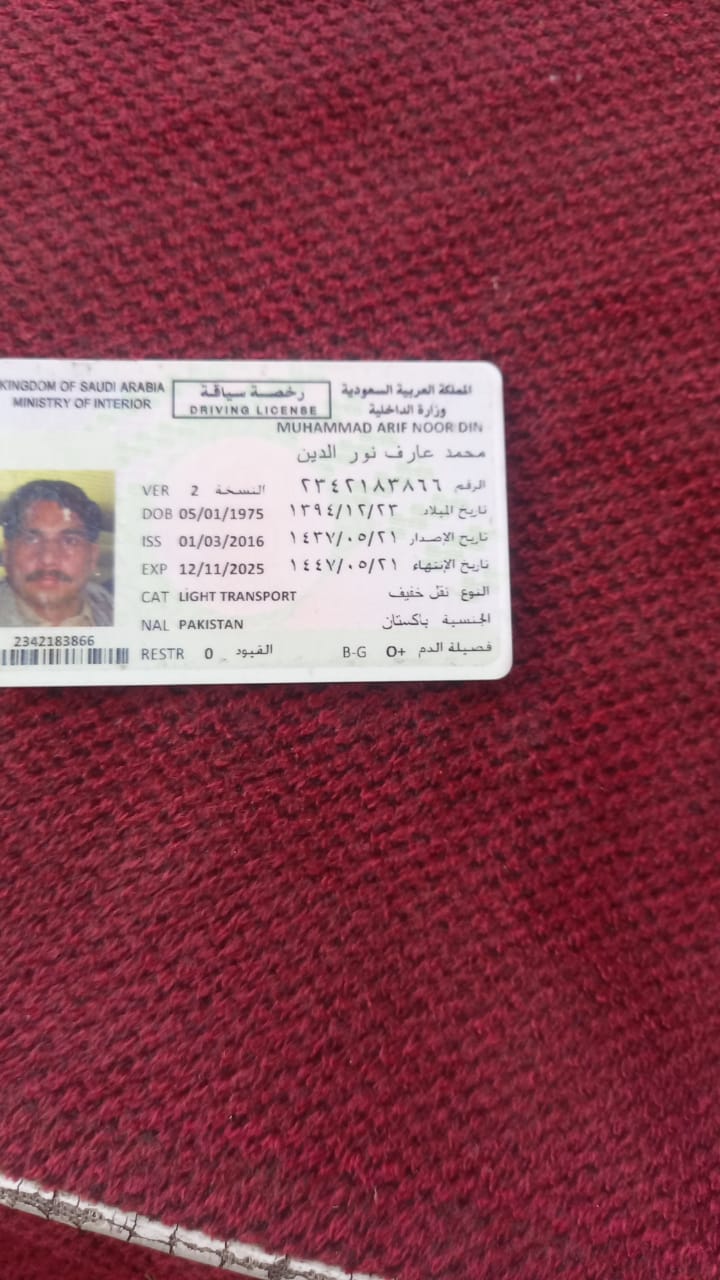 KINGDOM OF SAUDI ARABIA
MINISTRY OF INTERIOR
رخصة سياقة
DRIVING LICENSE
المملكة العربية السعودية
وزارة الداخلية
MUHAMMAD ARIF NOOR DIN
محمد عارف نور الدين
VER 2 النسخة الرقم ٢٣٤٢١٨٣٨٦٦
DOB 05/01/1975 تاريخ الميلاد ١٣٩٤/١٢/٢٣
ISS 01/03/2016 تاريخ الإصدار ١٤٣٧/٠٥/٢١
EXP 12/11/2025 تاريخ الإنتهاء ١٤٤٧/٠٥/٢١
CAT LIGHT TRANSPORT النوع نقل خفيف
NAL PAKISTAN الجنسية باكستان
RESTR 0 القيود B-G O+ فصيلة الدم
2342183866